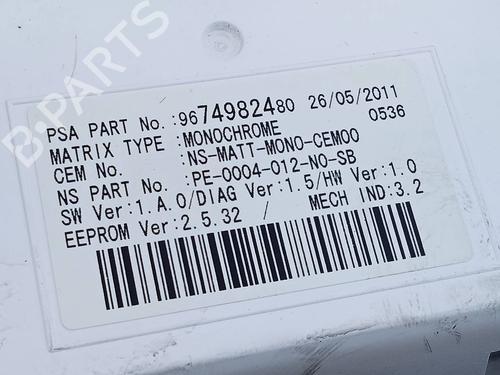 PSA PART No.:9674982480 26/05/2011
MATRIX TYPE :MONOCHROME 0536
CEM No. :NS-MATT-MONO-CEM00
NS PART No. :PE-0004-012-NO-SB
SW Ver:1.A.0/DIAG Ver:1.5/HW Ver:1.0
EEPROM Ver:2.5.32 / MECH IND:3.2
B-PARTS